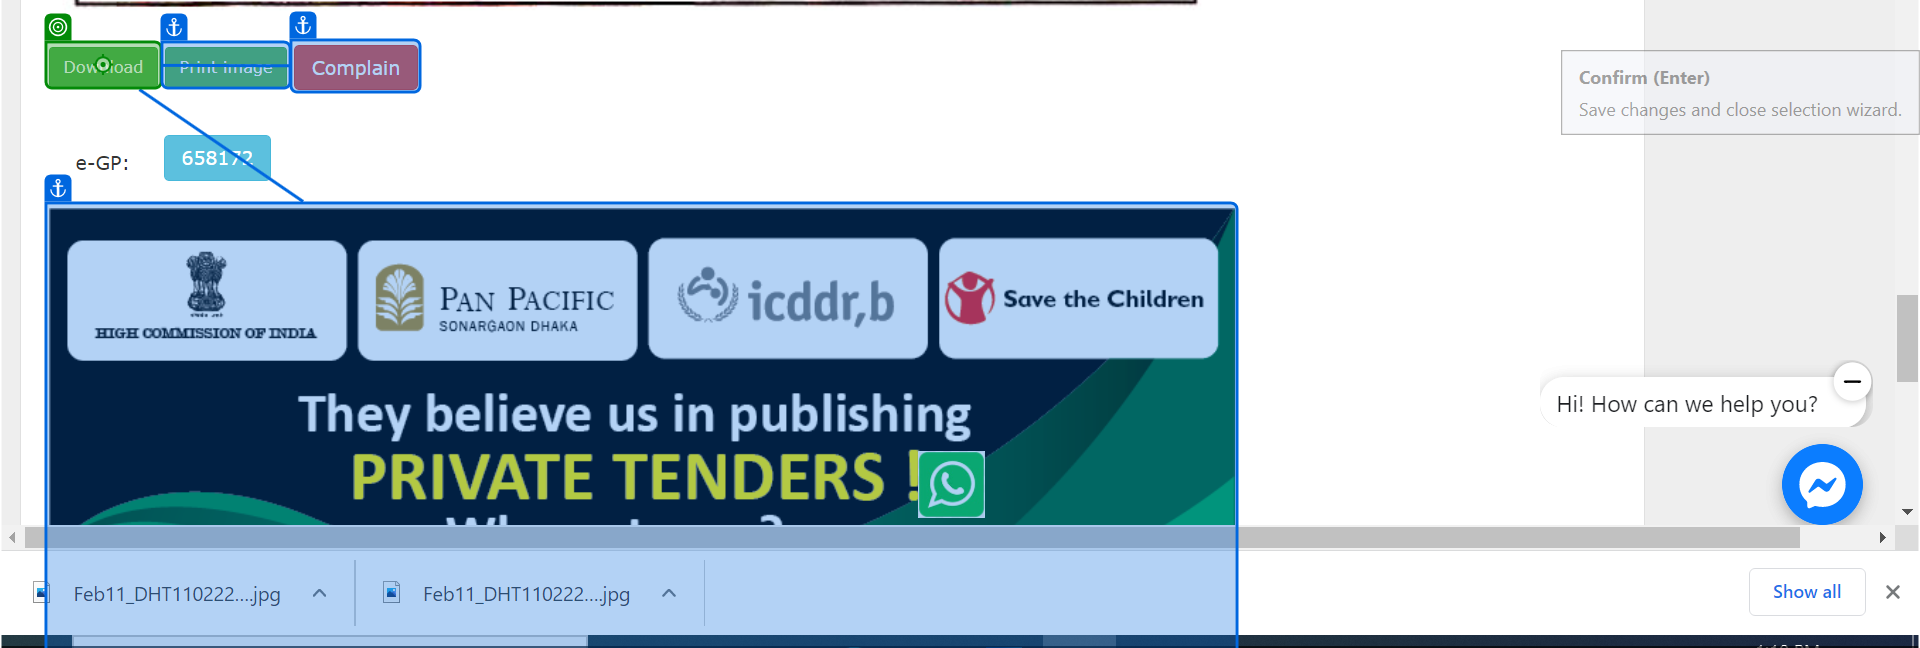 Download Print image Complain
Confirm (Enter)
Save changes and close selection wizard.
e-GP: 658172
HIGH COMMISSION OF INDIA
PAN PACIFIC
SONARGAON DHAKA
icddr,b
Save the Children
They believe us in publishing
PRIVATE TENDERS !
Hi! How can we help you?
Feb11_DHT110222....jpg Feb11_DHT110222....jpg Show all